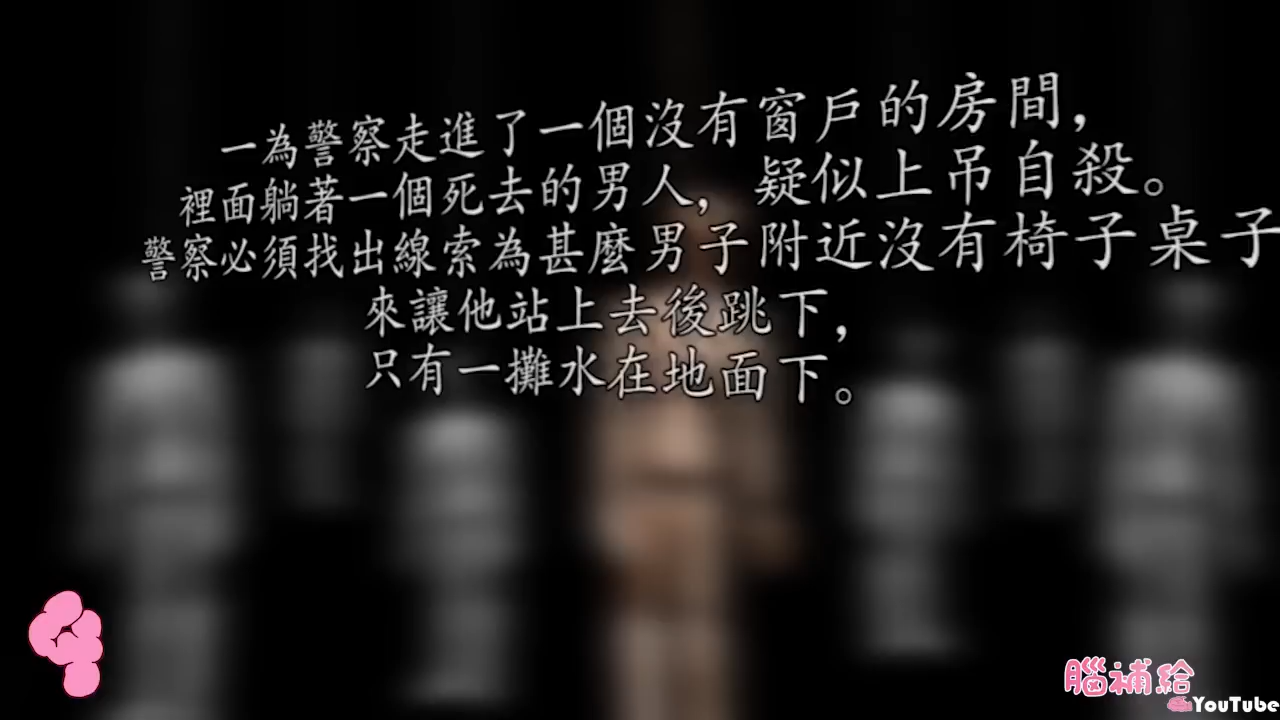 一為警察走進了一個沒有窗戶的房間，
裡面躺著一個死去的男人，疑似上吊自殺。
警察必須找出線索為甚麼男子附近沒有椅子桌子
來讓他站上去後跳下，
只有一攤水在地面下。
腦補給
YouTube